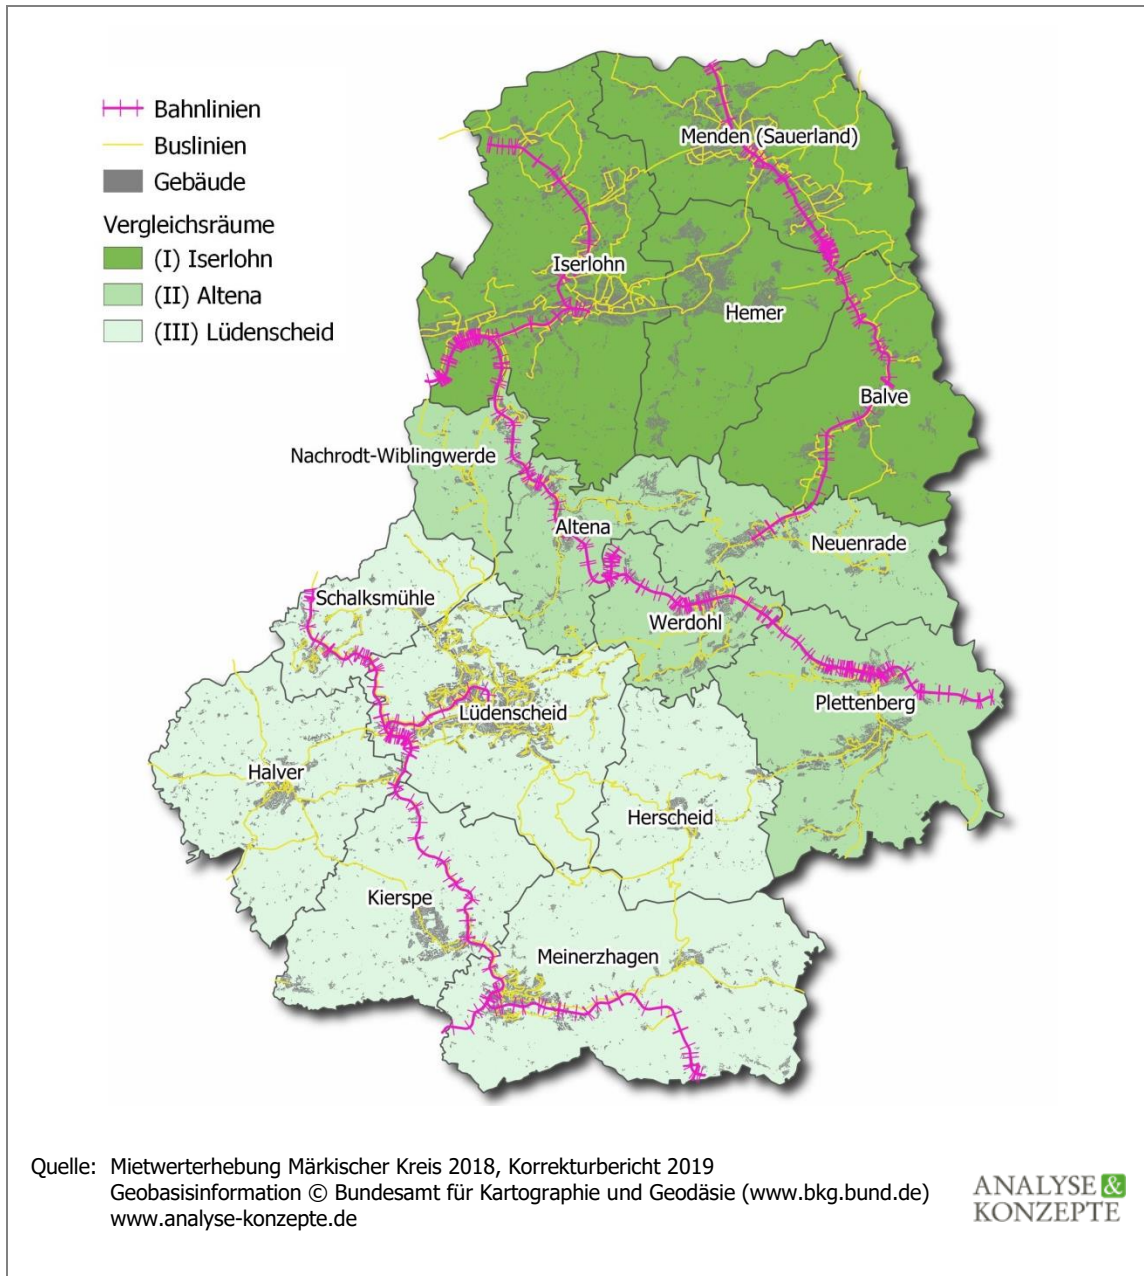 Bahnlinien
Buslinien
Gebäude
Vergleichsräume
(I) Iserlohn
(II) Altena
(III) Lüdenscheid
Menden (Sauerland)
Iserlohn
Hemer
Balve
Nachrodt-Wiblingwerde
Altena
Neuenrade
Schalksmühle
Werdohl
Plettenberg
Lüdenscheid
Halver
Herscheid
Kierspe
Meinerzhagen
Quelle: Mietwerterhebung Märkischer Kreis 2018, Korrekturbericht 2019
Geobasisinformation © Bundesamt für Kartographie und Geodäsie (www.bkg.bund.de)
www.analyse-konzepte.de
ANALYSE &
KONZEPTE